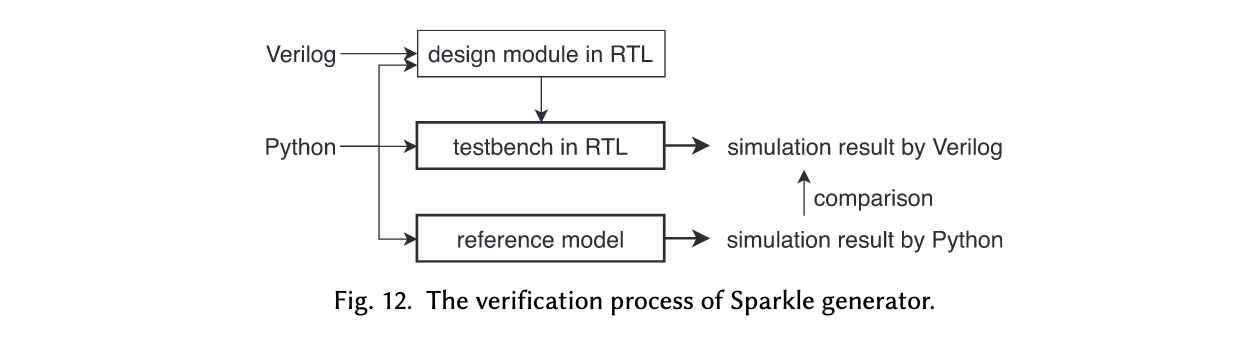 Verilog
design module in RTL
Python
testbench in RTL
simulation result by Verilog
comparison
reference model
simulation result by Python
Fig. 12. The verification process of Sparkle generator.